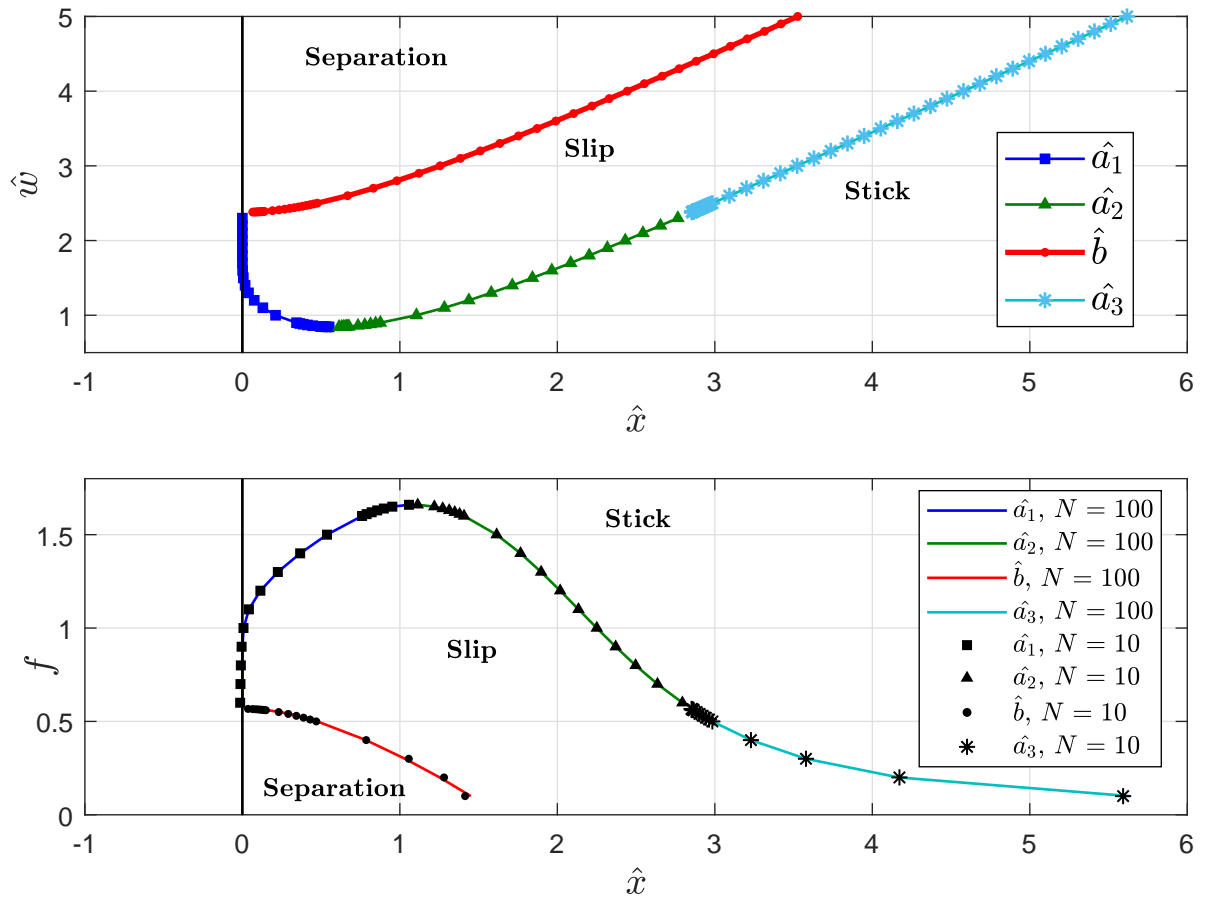 5
4
3
2
1
ŵ
Separation
Slip
Stick
â₁
â₂
b̂
â₃
-1 0 1 2 3 4 5 6
x̂
1.5
1
0.5
0
f
Stick
Slip
Separation
â₁, N = 100
â₂, N = 100
b̂, N = 100
â₃, N = 100
â₁, N = 10
â₂, N = 10
b̂, N = 10
â₃, N = 10
-1 0 1 2 3 4 5 6
x̂